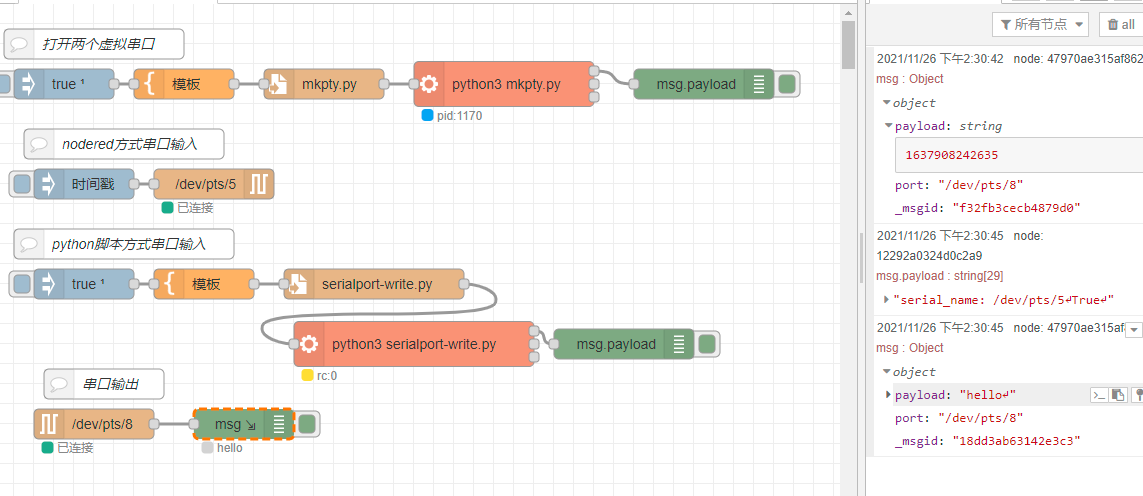 打开两个虚拟串口
true ¹
模板
mkpty.py
python3 mkpty.py
msg.payload
pid:1170
nodered方式串口输入
时间戳
/dev/pts/5
已连接
python脚本方式串口输入
true ¹
模板
serialport-write.py
python3 serialport-write.py
msg.payload
rc:0
串口输出
/dev/pts/8
msg
已连接
hello
所有节点
all
2021/11/26 下午2:30:42 node: 47970ae315af862
msg : Object
object
payload: string
1637908242635
port: "/dev/pts/8"
_msgid: "f32fb3cecb4879d0"
2021/11/26 下午2:30:45 node:
12292a0324d0c2a9
msg.payload : string[29]
"serial_name: /dev/pts/5↵True↵"
2021/11/26 下午2:30:45 node: 47970ae315af
msg : Object
object
payload: "hello↵"
port: "/dev/pts/8"
_msgid: "18dd3ab63142e3c3"